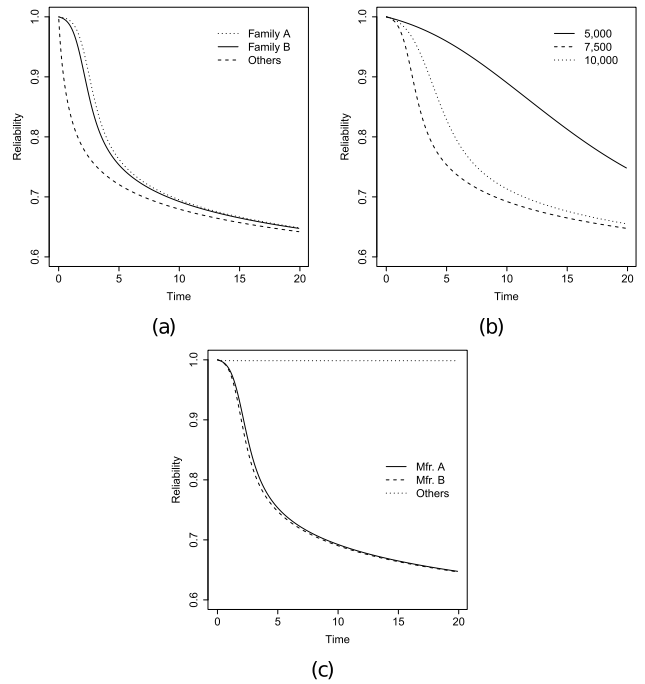 1.0
0.9
0.8
0.7
0.6
Reliability
Family A
Family B
Others
0 5 10 15 20
Time
(a)
1.0
0.9
0.8
0.7
0.6
Reliability
5,000
7,500
10,000
0 5 10 15 20
Time
(b)
1.0
0.9
0.8
0.7
0.6
Reliability
Mfr. A
Mfr. B
Others
0 5 10 15 20
Time
(c)